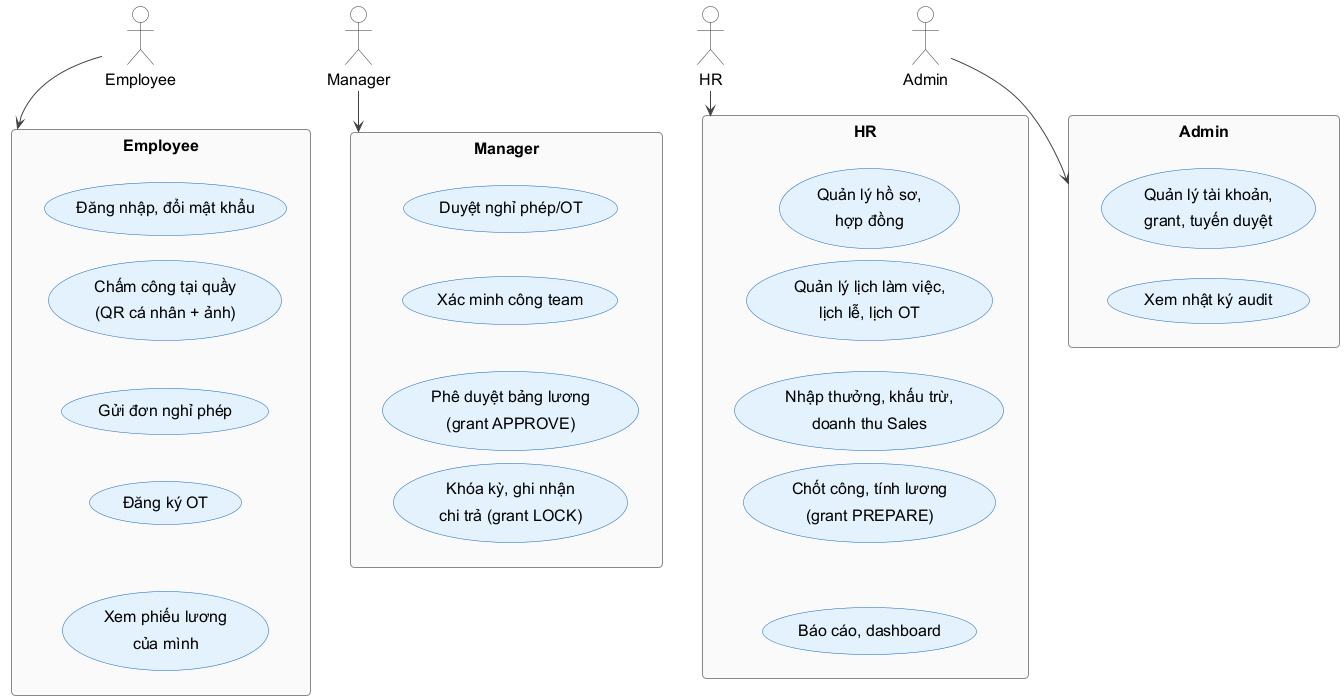 Employee
Manager
HR
Admin
Employee
Đăng nhập, đổi mật khẩu
Chấm công tại quầy
(QR cá nhân + ảnh)
Gửi đơn nghỉ phép
Đăng ký OT
Xem phiếu lương
của mình
Manager
Duyệt nghỉ phép/OT
Xác minh công team
Phê duyệt bảng lương
(grant APPROVE)
Khóa kỳ, ghi nhận
chi trả (grant LOCK)
HR
Quản lý hồ sơ,
hợp đồng
Quản lý lịch làm việc,
lịch lễ, lịch OT
Nhập thưởng, khấu trừ,
doanh thu Sales
Chốt công, tính lương
(grant PREPARE)
Báo cáo, dashboard
Admin
Quản lý tài khoản,
grant, tuyến duyệt
Xem nhật ký audit